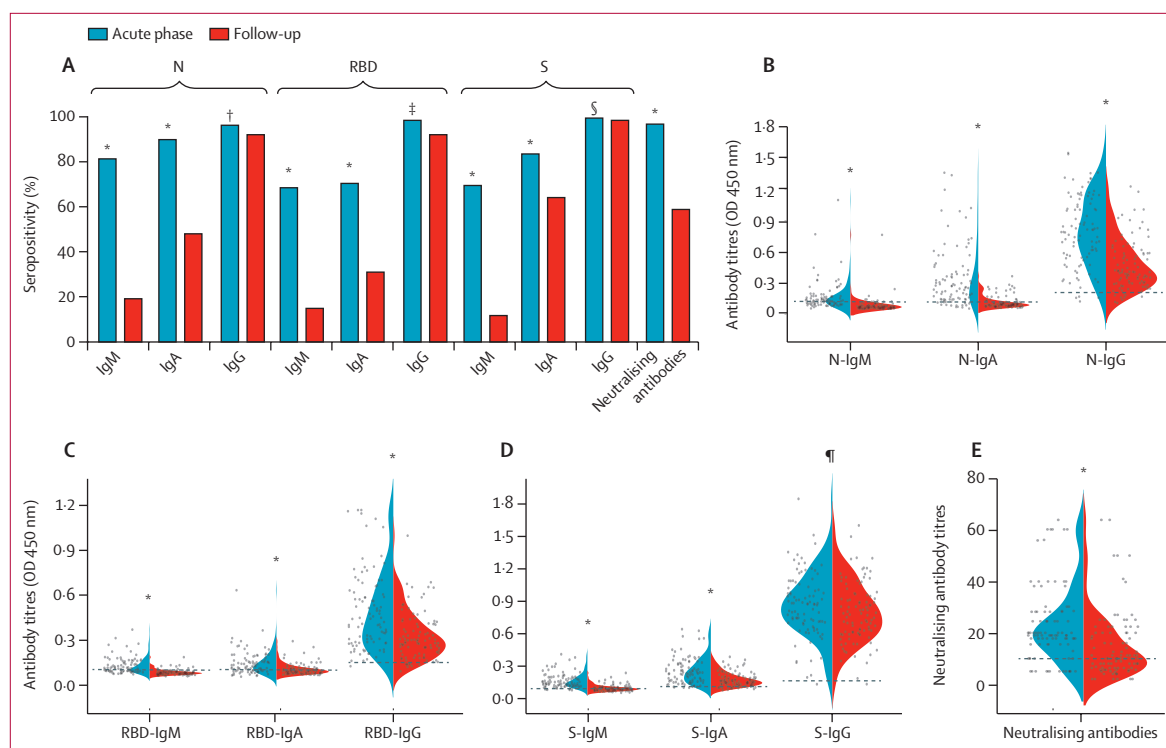 Acute phase Follow-up
A
N RBD S
* * † * * ‡ * * § *
100
80
60
40
20
0
Seropositivity (%)
IgM IgA IgG IgM IgA IgG IgM IgA IgG Neutralising antibodies
B
* * *
1·8
1·5
1·2
0·9
0·6
0·3
0
Antibody titres (OD 450 nm)
N-IgM N-IgA N-IgG
C
* * *
1·2
0·9
0·6
0·3
0·0
Antibody titres (OD 450 nm)
RBD-IgM RBD-IgA RBD-IgG
D
* * ¶
1·8
1·5
1·2
0·9
0·6
0·3
0·0
S-IgM S-IgA S-IgG
E
*
80
60
40
20
0
Neutralising antibody titres
Neutralising antibodies